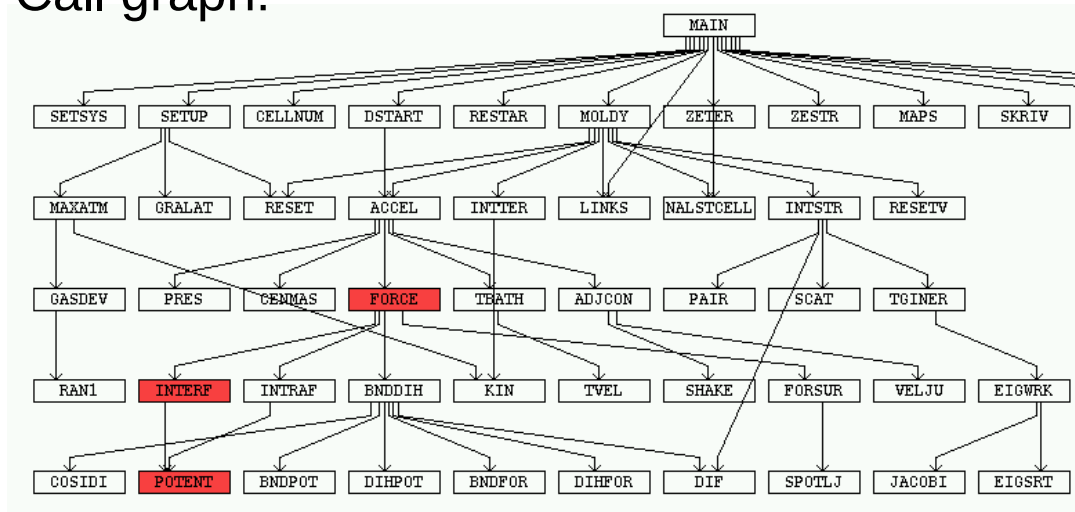 Call graph:
MAIN
SETSYS SETUP CELLNUM DSTART RESTAR MOLDY ZETER ZESTR MAPS SKRIV
MAXATM GRALAT RESET ACCEL INTTER LINKS NALSTCELL INTSTR RESETV
GASDEV PRES CENMAS FORCE TBATH ADJCON PAIR SCAT TGINER
RAN1 INTERF INTRAF BNDDIH KIN TVEL SHAKE FORSUR VELJU EIGWRK
COSIDI POTENT BNDPOT DIHPOT BNDFOR DIHFOR DIF SPOTLJ JACOBI EIGSRT